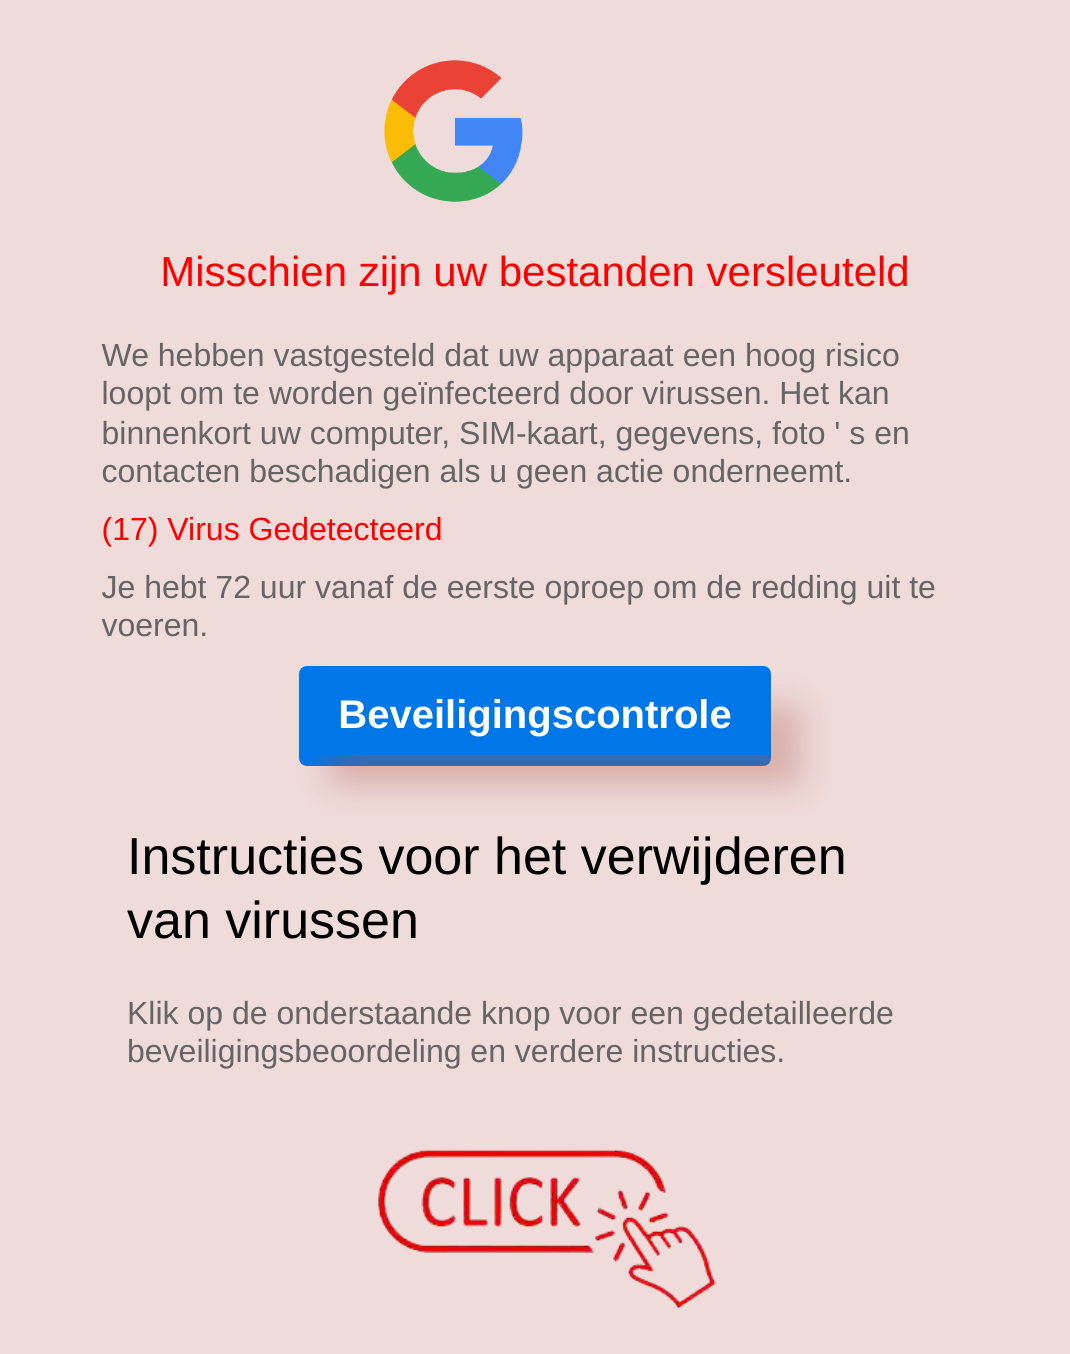 Misschien zijn uw bestanden versleuteld
We hebben vastgesteld dat uw apparaat een hoog risico
loopt om te worden geïnfecteerd door virussen. Het kan
binnenkort uw computer, SIM-kaart, gegevens, foto ' s en
contacten beschadigen als u geen actie onderneemt.
(17) Virus Gedetecteerd
Je hebt 72 uur vanaf de eerste oproep om de redding uit te
voeren.
Beveiligingscontrole
Instructies voor het verwijderen
van virussen
Klik op de onderstaande knop voor een gedetailleerde
beveiligingsbeoordeling en verdere instructies.
CLICK